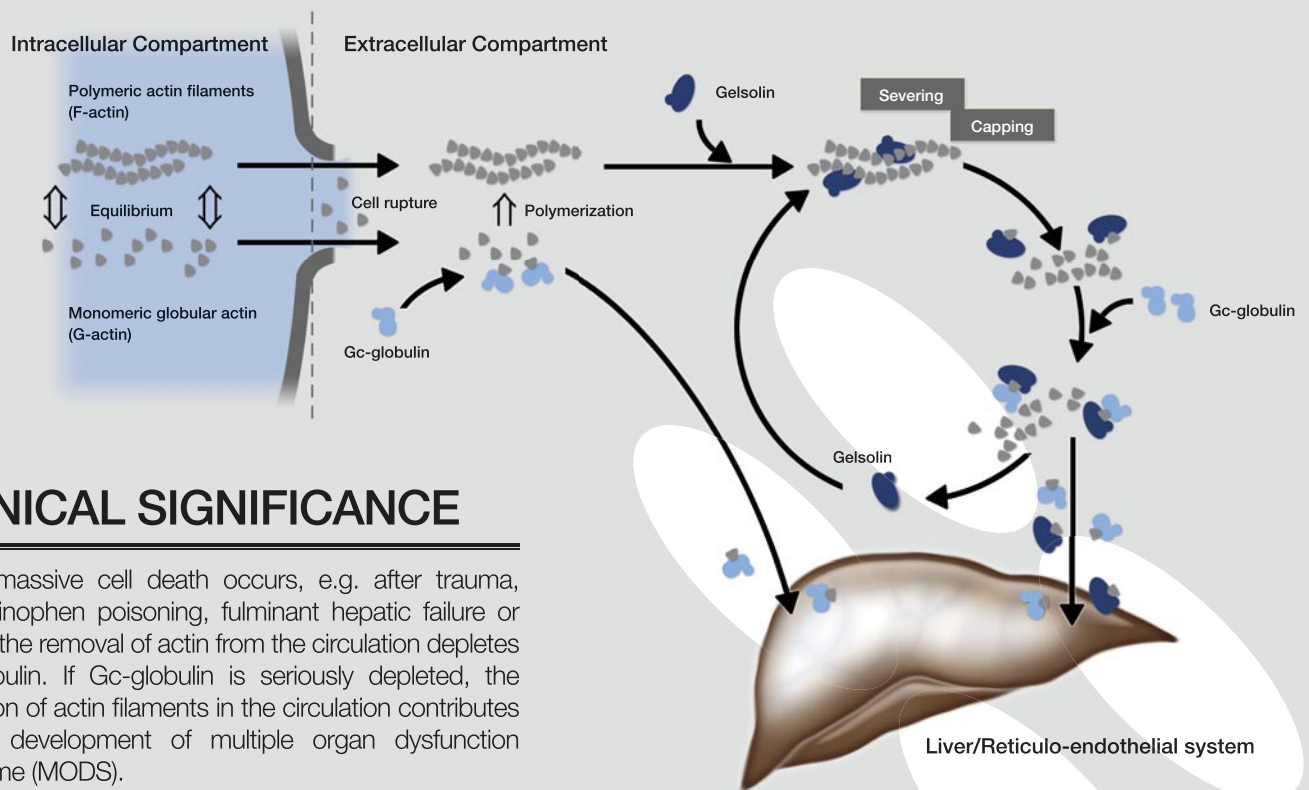 Intracellular Compartment
Extracellular Compartment
Polymeric actin filaments
(F-actin)
Gelsolin
Severing
Capping
Equilibrium
Cell rupture
Polymerization
Monomeric globular actin
(G-actin)
Gc-globulin
Gc-globulin
Gelsolin
Liver/Reticulo-endothelial system
NICAL SIGNIFICANCE
massive cell death occurs, e.g. after trauma,
inophen poisoning, fulminant hepatic failure or
the removal of actin from the circulation depletes
bulin. If Gc-globulin is seriously depleted, the
on of actin filaments in the circulation contributes
development of multiple organ dysfunction
me (MODS).